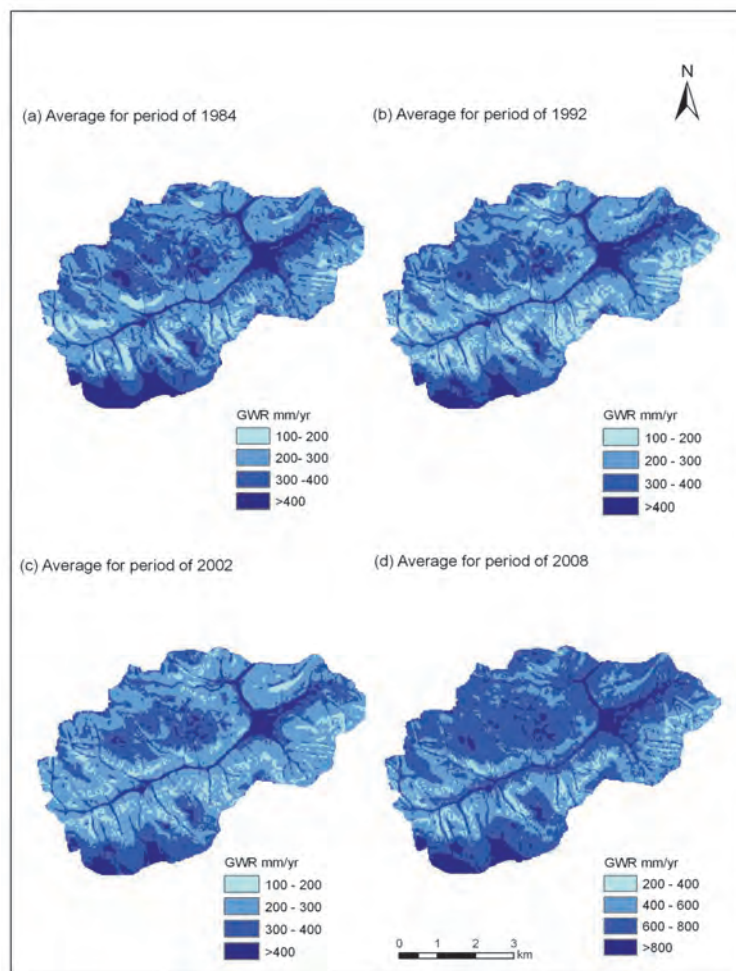 N
(a) Average for period of 1984
(b) Average for period of 1992
GWR mm/yr
100- 200
200- 300
300 -400
>400
GWR mm/yr
100 - 200
200 - 300
300 - 400
>400
(c) Average for period of 2002
(d) Average for period of 2008
GWR mm/yr
100 - 200
200 - 300
300 - 400
>400
GWR mm/yr
200 - 400
400 - 600
600 - 800
>800
0 1 2 3
km